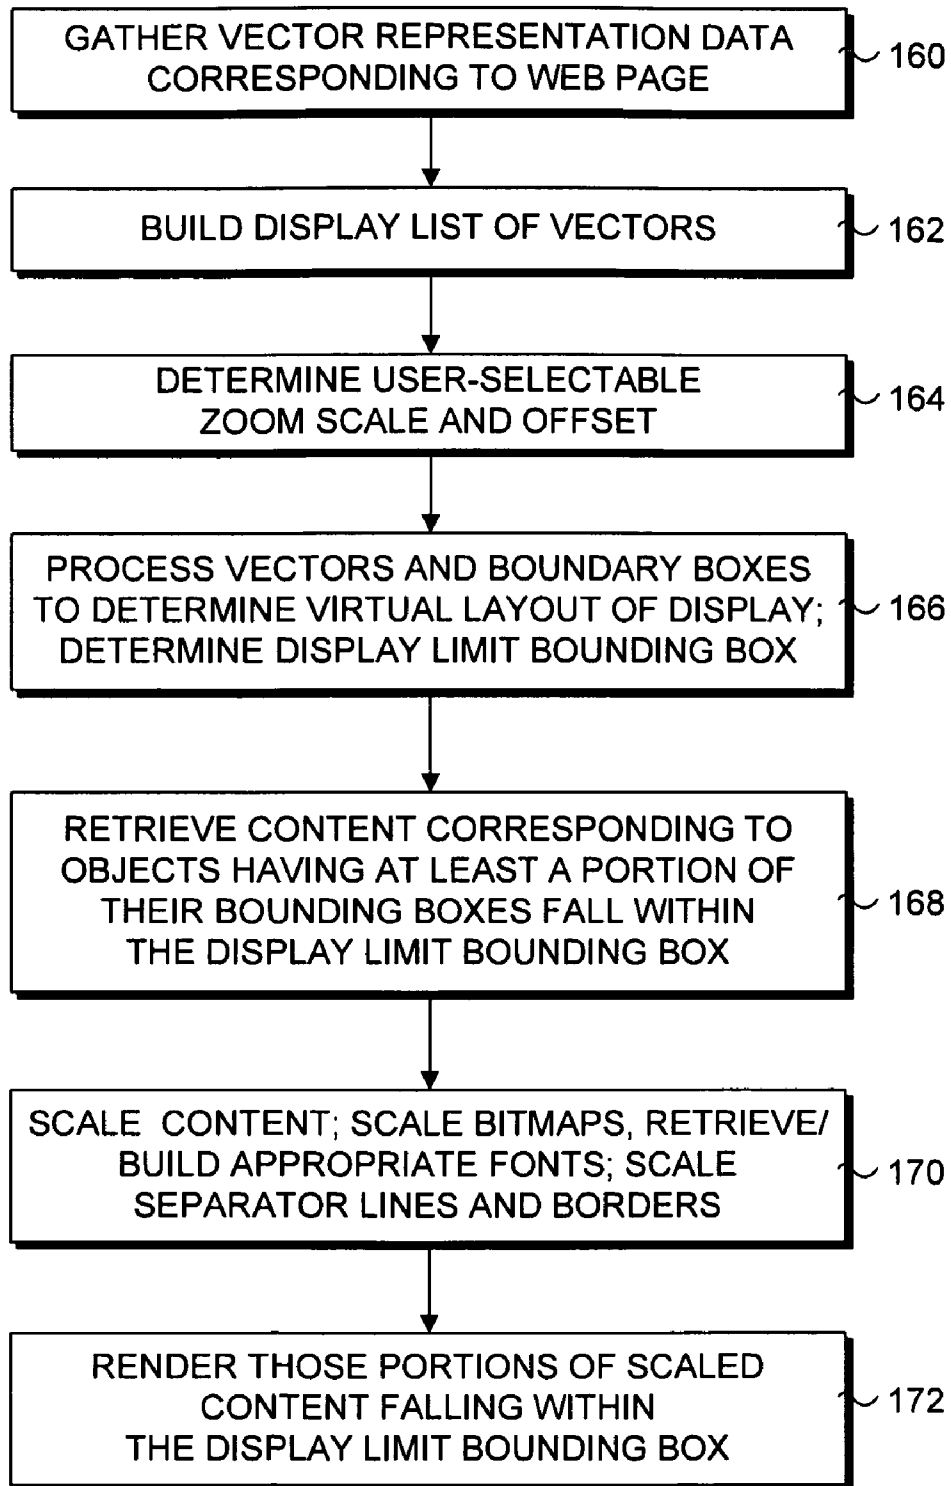 GATHER VECTOR REPRESENTATION DATA
CORRESPONDING TO WEB PAGE
160
BUILD DISPLAY LIST OF VECTORS
162
DETERMINE USER-SELECTABLE
ZOOM SCALE AND OFFSET
164
PROCESS VECTORS AND BOUNDARY BOXES
TO DETERMINE VIRTUAL LAYOUT OF DISPLAY;
DETERMINE DISPLAY LIMIT BOUNDING BOX
166
RETRIEVE CONTENT CORRESPONDING TO
OBJECTS HAVING AT LEAST A PORTION OF
THEIR BOUNDING BOXES FALL WITHIN
THE DISPLAY LIMIT BOUNDING BOX
168
SCALE CONTENT; SCALE BITMAPS, RETRIEVE/
BUILD APPROPRIATE FONTS; SCALE
SEPARATOR LINES AND BORDERS
170
RENDER THOSE PORTIONS OF SCALED
CONTENT FALLING WITHIN
THE DISPLAY LIMIT BOUNDING BOX
172